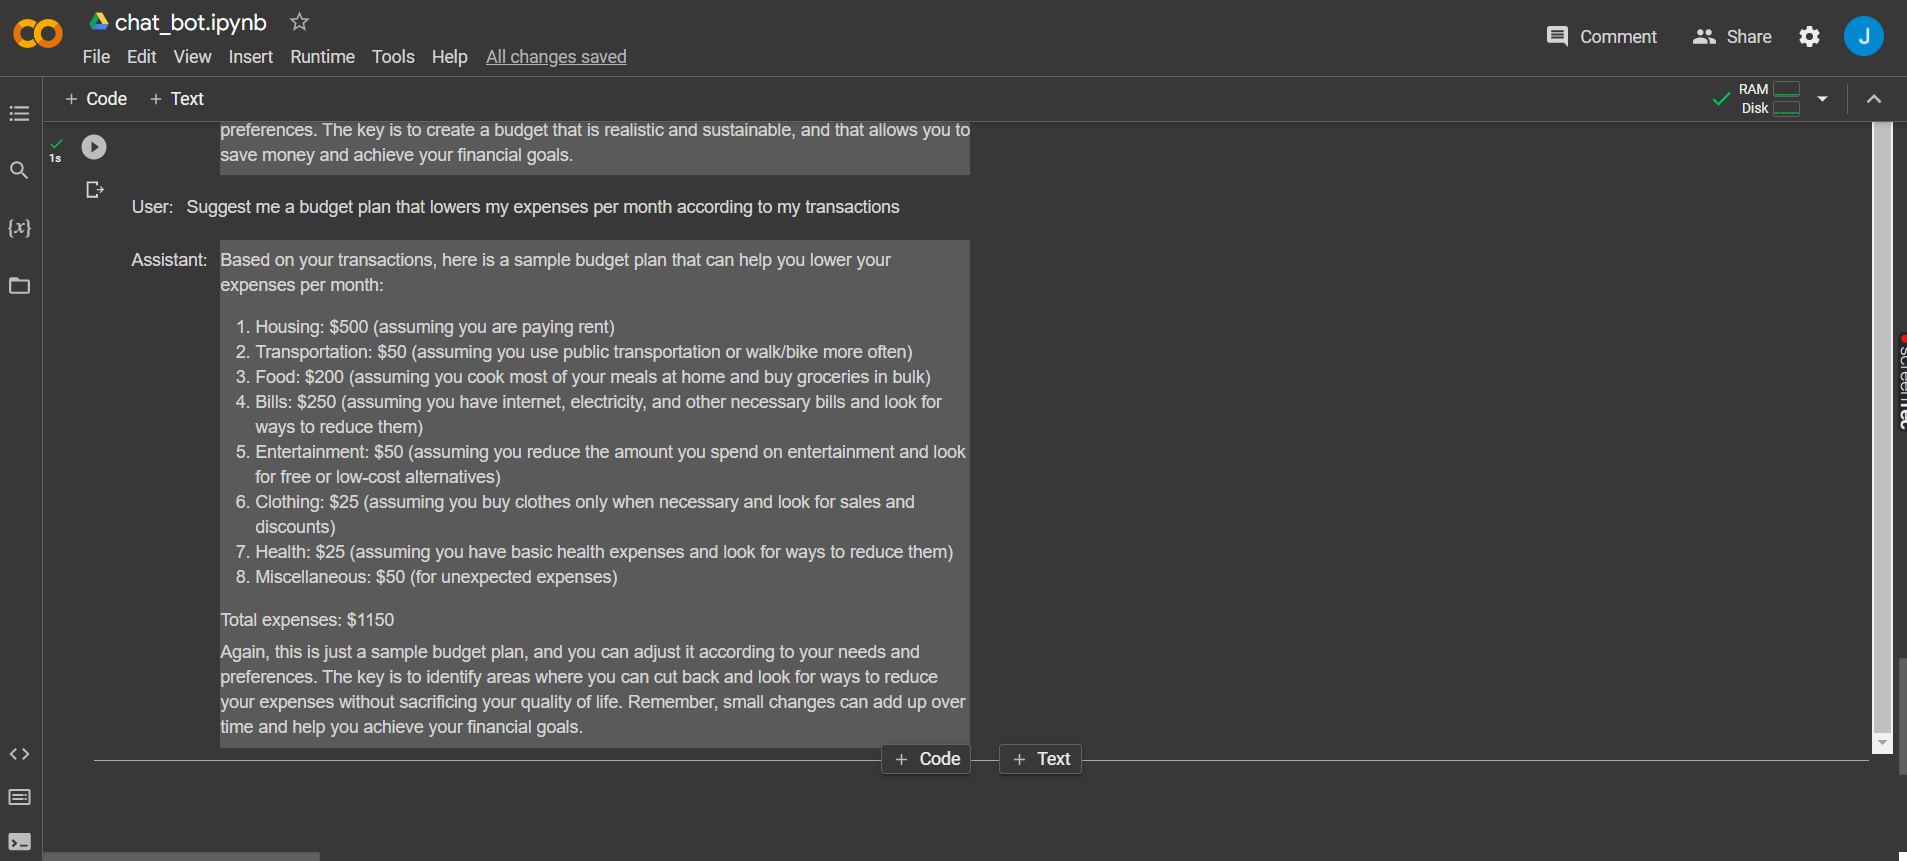 chat_bot.ipynb
File Edit View Insert Runtime Tools Help All changes saved
Comment Share J
+ Code + Text
RAM
Disk
1s
{x}
preferences. The key is to create a budget that is realistic and sustainable, and that allows you to
save money and achieve your financial goals.
User: Suggest me a budget plan that lowers my expenses per month according to my transactions
Assistant: Based on your transactions, here is a sample budget plan that can help you lower your
expenses per month:
1. Housing: $500 (assuming you are paying rent)
2. Transportation: $50 (assuming you use public transportation or walk/bike more often)
3. Food: $200 (assuming you cook most of your meals at home and buy groceries in bulk)
4. Bills: $250 (assuming you have internet, electricity, and other necessary bills and look for
ways to reduce them)
5. Entertainment: $50 (assuming you reduce the amount you spend on entertainment and look
for free or low-cost alternatives)
6. Clothing: $25 (assuming you buy clothes only when necessary and look for sales and
discounts)
7. Health: $25 (assuming you have basic health expenses and look for ways to reduce them)
8. Miscellaneous: $50 (for unexpected expenses)
Total expenses: $1150
Again, this is just a sample budget plan, and you can adjust it according to your needs and
preferences. The key is to identify areas where you can cut back and look for ways to reduce
your expenses without sacrificing your quality of life. Remember, small changes can add up over
time and help you achieve your financial goals.
+ Code + Text